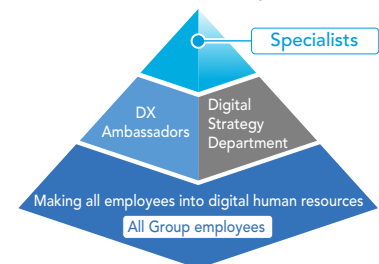 Specialists
DX
Ambassadors
Digital
Strategy
Department
Making all employees into digital human resources
All Group employees